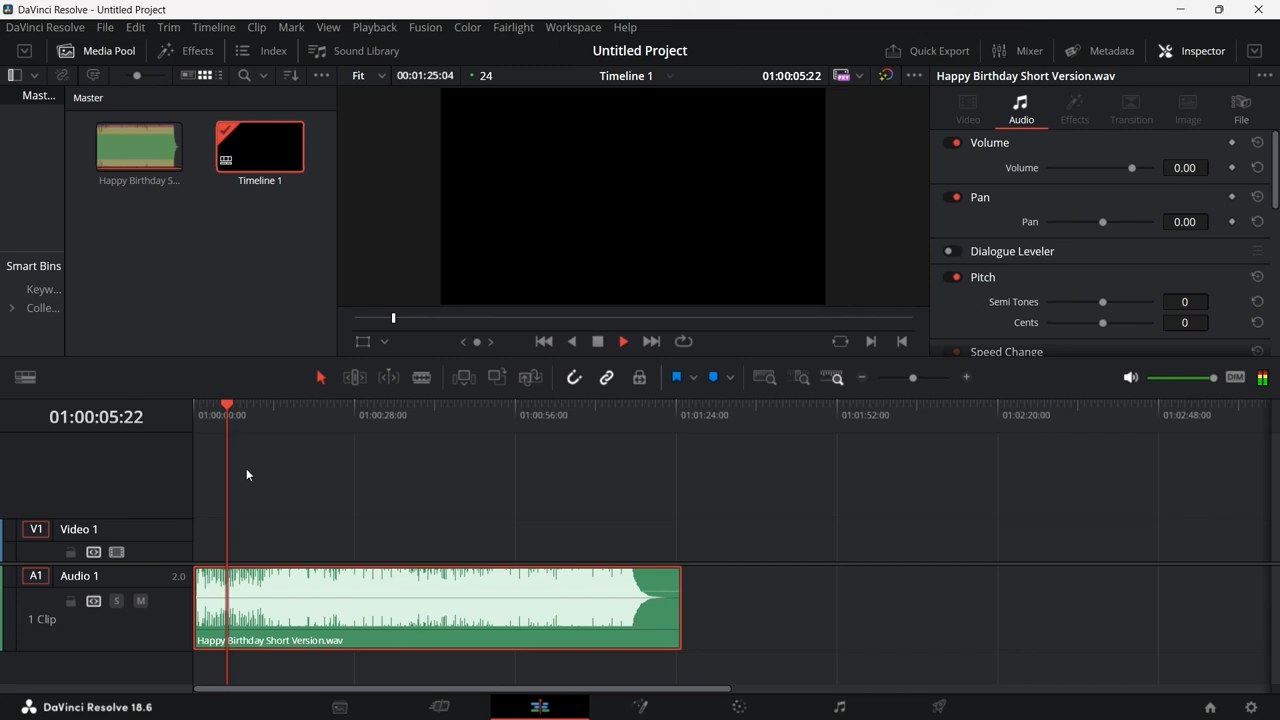 DaVinci Resolve - Untitled Project
DaVinci Resolve File Edit Trim Timeline Clip Mark View Playback Fusion Color Fairlight Workspace Help
Media Pool Effects Index Sound Library Untitled Project Quick Export Mixer Metadata Inspector
Fit 00:01:25:04 24 Timeline 1 01:00:05:22 Happy Birthday Short Version.wav
Mast... Master
Video Audio Effects Transition Image File
Happy Birthday S... Timeline 1
Volume
Volume 0.00
Pan
Pan 0.00
Dialogue Leveler
Smart Bins
Pitch
Keyw...
Semi Tones 0
Colle...
Cents 0
Speed Change
DIM
01:00:05:22 01:00:00:00 01:00:28:00 01:00:56:00 01:01:24:00 01:01:52:00 01:02:20:00 01:02:48:00
V1 Video 1
A1 Audio 1 2.0
S M
1 Clip
Happy Birthday Short Version.wav
DaVinci Resolve 18.6